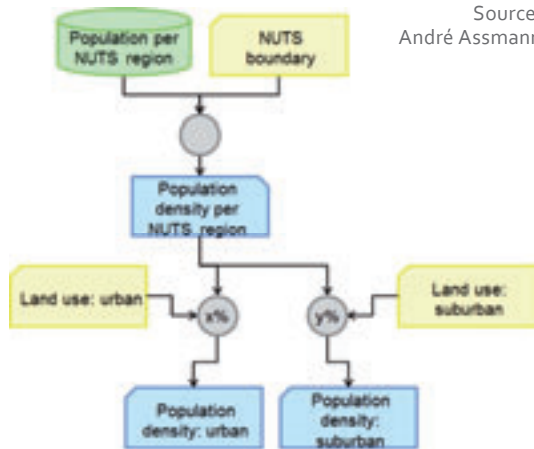 Source
André Assmann
Population per
NUTS region
NUTS
boundary
Population
density per
NUTS region
Land use: urban
x%
y%
Land use:
suburban
Population
density: urban
Population
density:
suburban